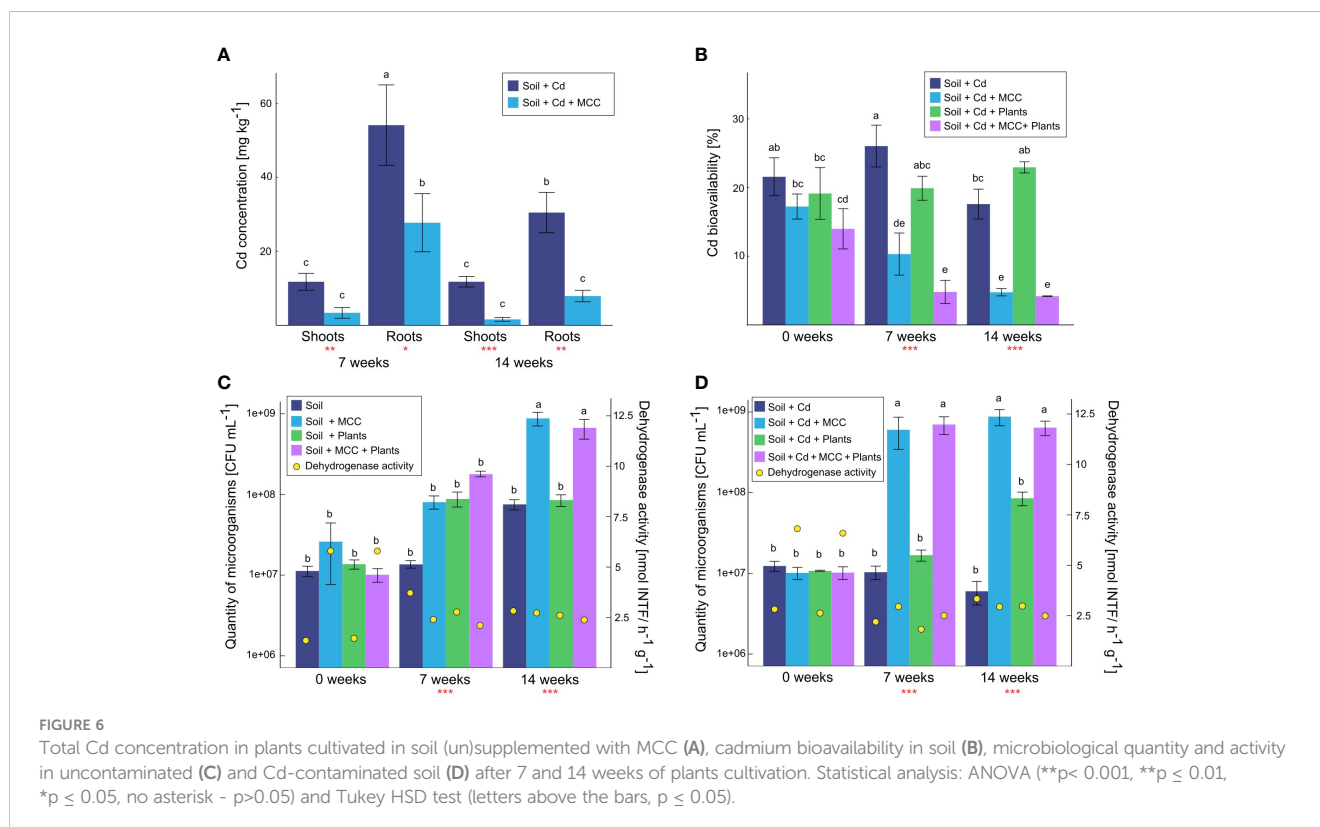 A
B
a
60
40
20
Cd concentration [mg kg⁻¹]
Soil + Cd
Soil + Cd + MCC
b
b
c
c
c
c
c
Shoots
Roots
Shoots
Roots
**
*
***
**
7 weeks
14 weeks
30
20
10
Cd bioavailability [%]
Soil + Cd
Soil + Cd + MCC
Soil + Cd + Plants
Soil + Cd + MCC+ Plants
ab
bc
bc
cd
a
de
abc
e
bc
e
ab
e
0 weeks
7 weeks
14 weeks
***
***
C
D
Quantity of microorganisms [CFU mL⁻¹]
1e+09
1e+08
1e+07
1e+06
Soil
Soil + MCC
Soil + Plants
Soil + MCC + Plants
Dehydrogenase activity
b
b
b
b
b
b
b
b
b
a
b
a
12.5
10
7.5
5
2.5
Dehydrogenase activity [nmol INTF/ h⁻¹ g⁻¹]
0 weeks
7 weeks
14 weeks
***
***
Quantity of microorganisms [CFU mL⁻¹]
1e+09
1e+08
1e+07
1e+06
Soil + Cd
Soil + Cd + MCC
Soil + Cd + Plants
Soil + Cd + MCC + Plants
Dehydrogenase activity
b
b
b
b
b
a
b
a
b
a
b
a
12.5
10
7.5
5
2.5
Dehydrogenase activity [nmol INTF/ h⁻¹ g⁻¹]
0 weeks
7 weeks
14 weeks
***
***
FIGURE 6
Total Cd concentration in plants cultivated in soil (un)supplemented with MCC (A), cadmium bioavailability in soil (B), microbiological quantity and activity
in uncontaminated (C) and Cd-contaminated soil (D) after 7 and 14 weeks of plants cultivation. Statistical analysis: ANOVA (**p< 0.001, **p ≤ 0.01,
*p ≤ 0.05, no asterisk - p>0.05) and Tukey HSD test (letters above the bars, p ≤ 0.05).